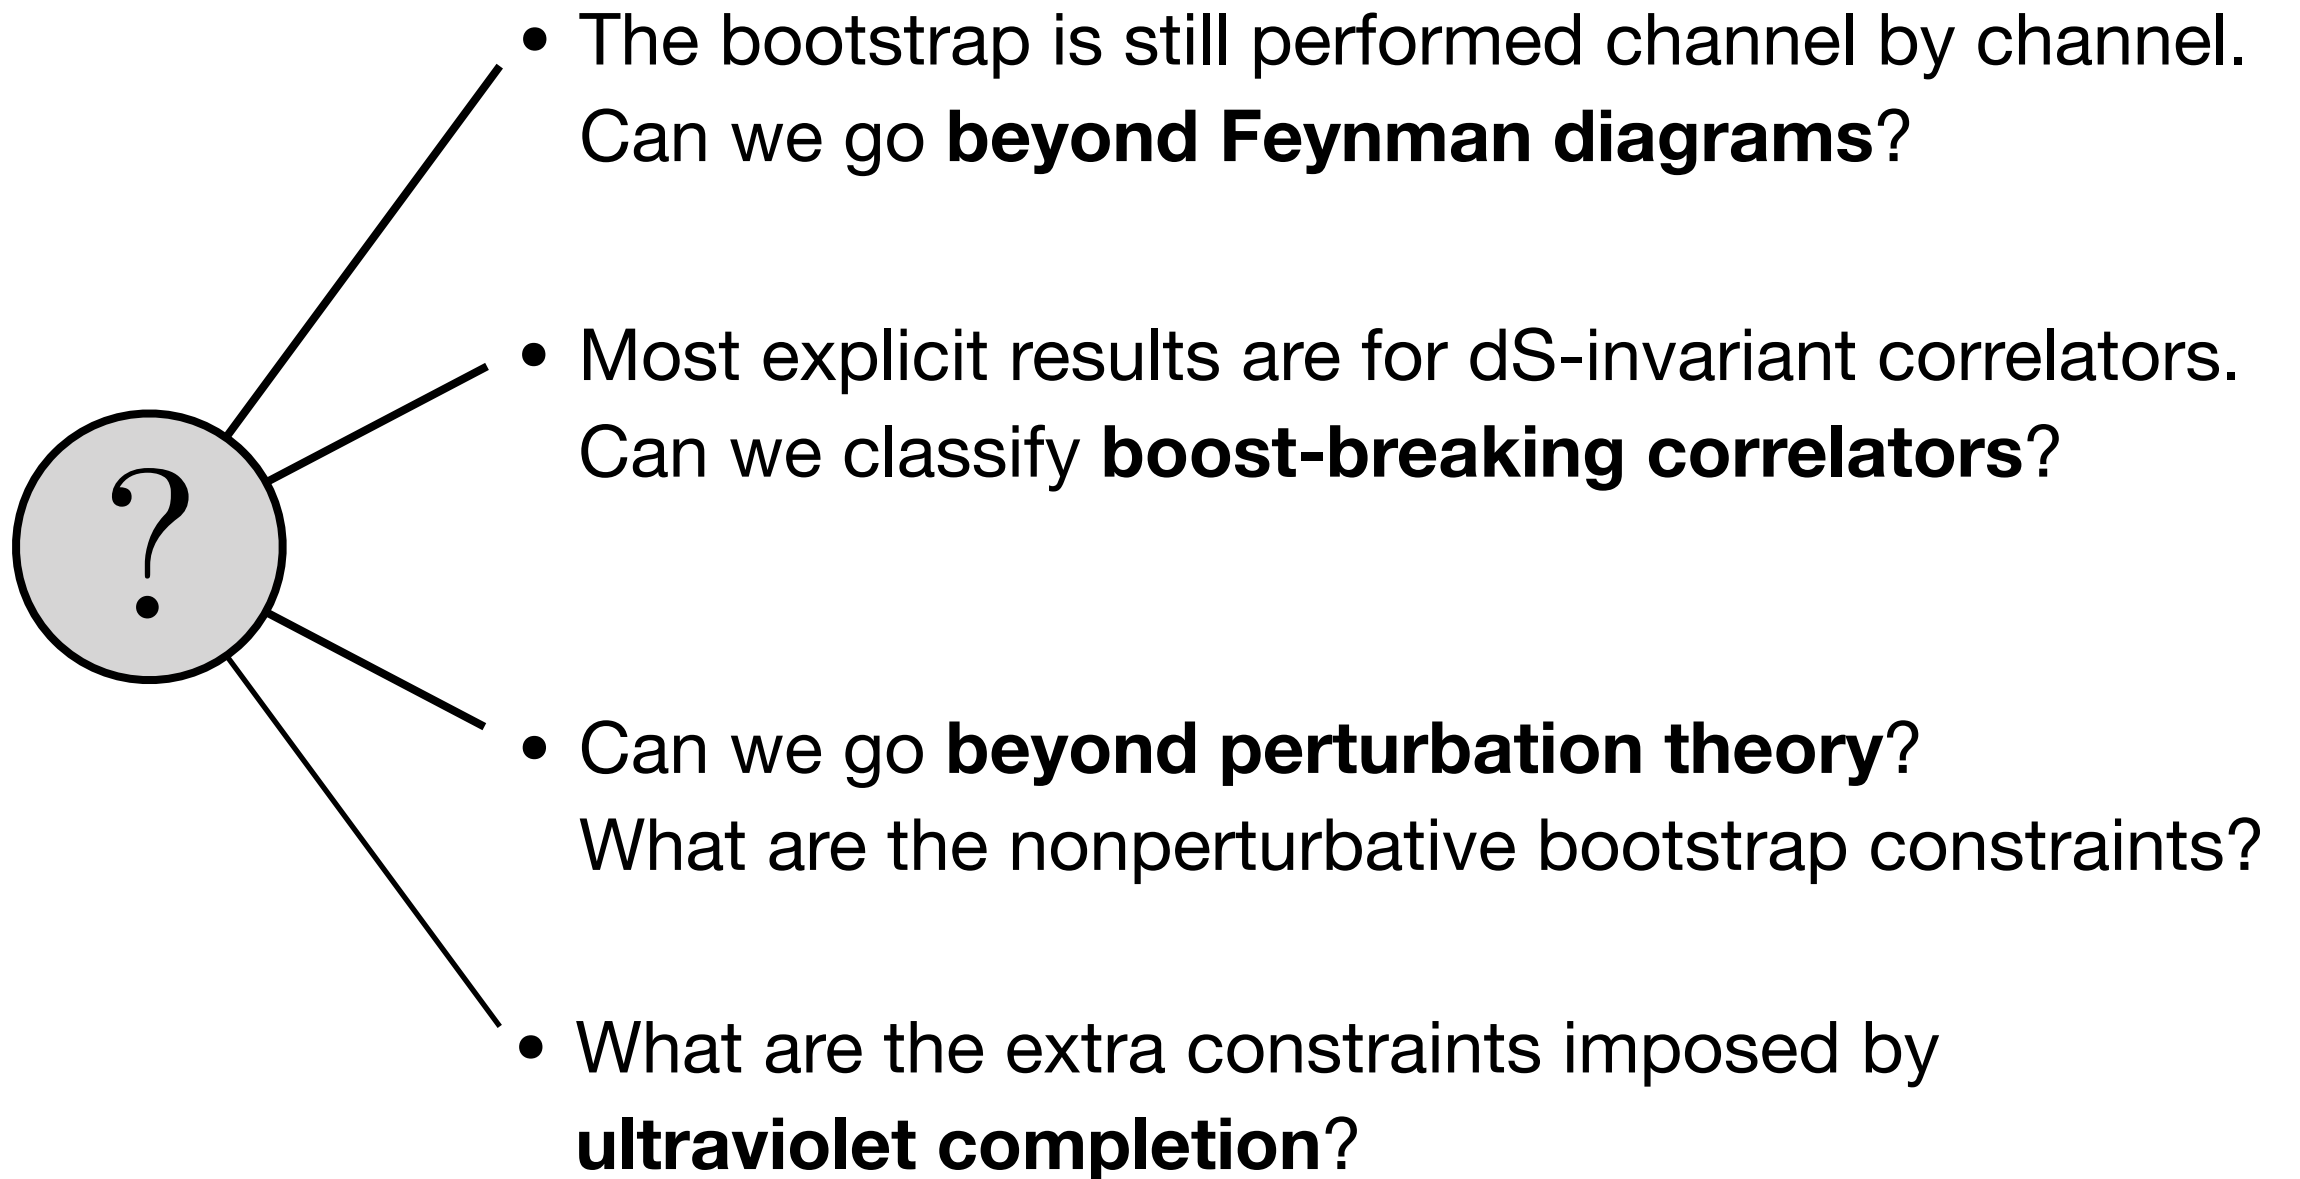 • The bootstrap is still performed channel by channel.
Can we go beyond Feynman diagrams?
• Most explicit results are for dS-invariant correlators.
Can we classify boost-breaking correlators?
?
• Can we go beyond perturbation theory?
What are the nonperturbative bootstrap constraints?
• What are the extra constraints imposed by
ultraviolet completion?